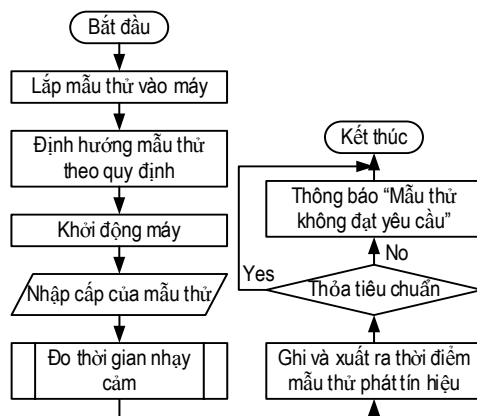 Bắt đầu
Lắp mẫu thử vào máy
Định hướng mẫu thử
theo quy định
Khởi động máy
Nhập cấp của mẫu thử
Đo thời gian nhạy
cảm
Kết thúc
Thông báo “Mẫu thử
không đạt yêu cầu”
No
Yes
Thỏa tiêu chuẩn
Ghi và xuất ra thời điểm
mẫu thử phát tín hiệu